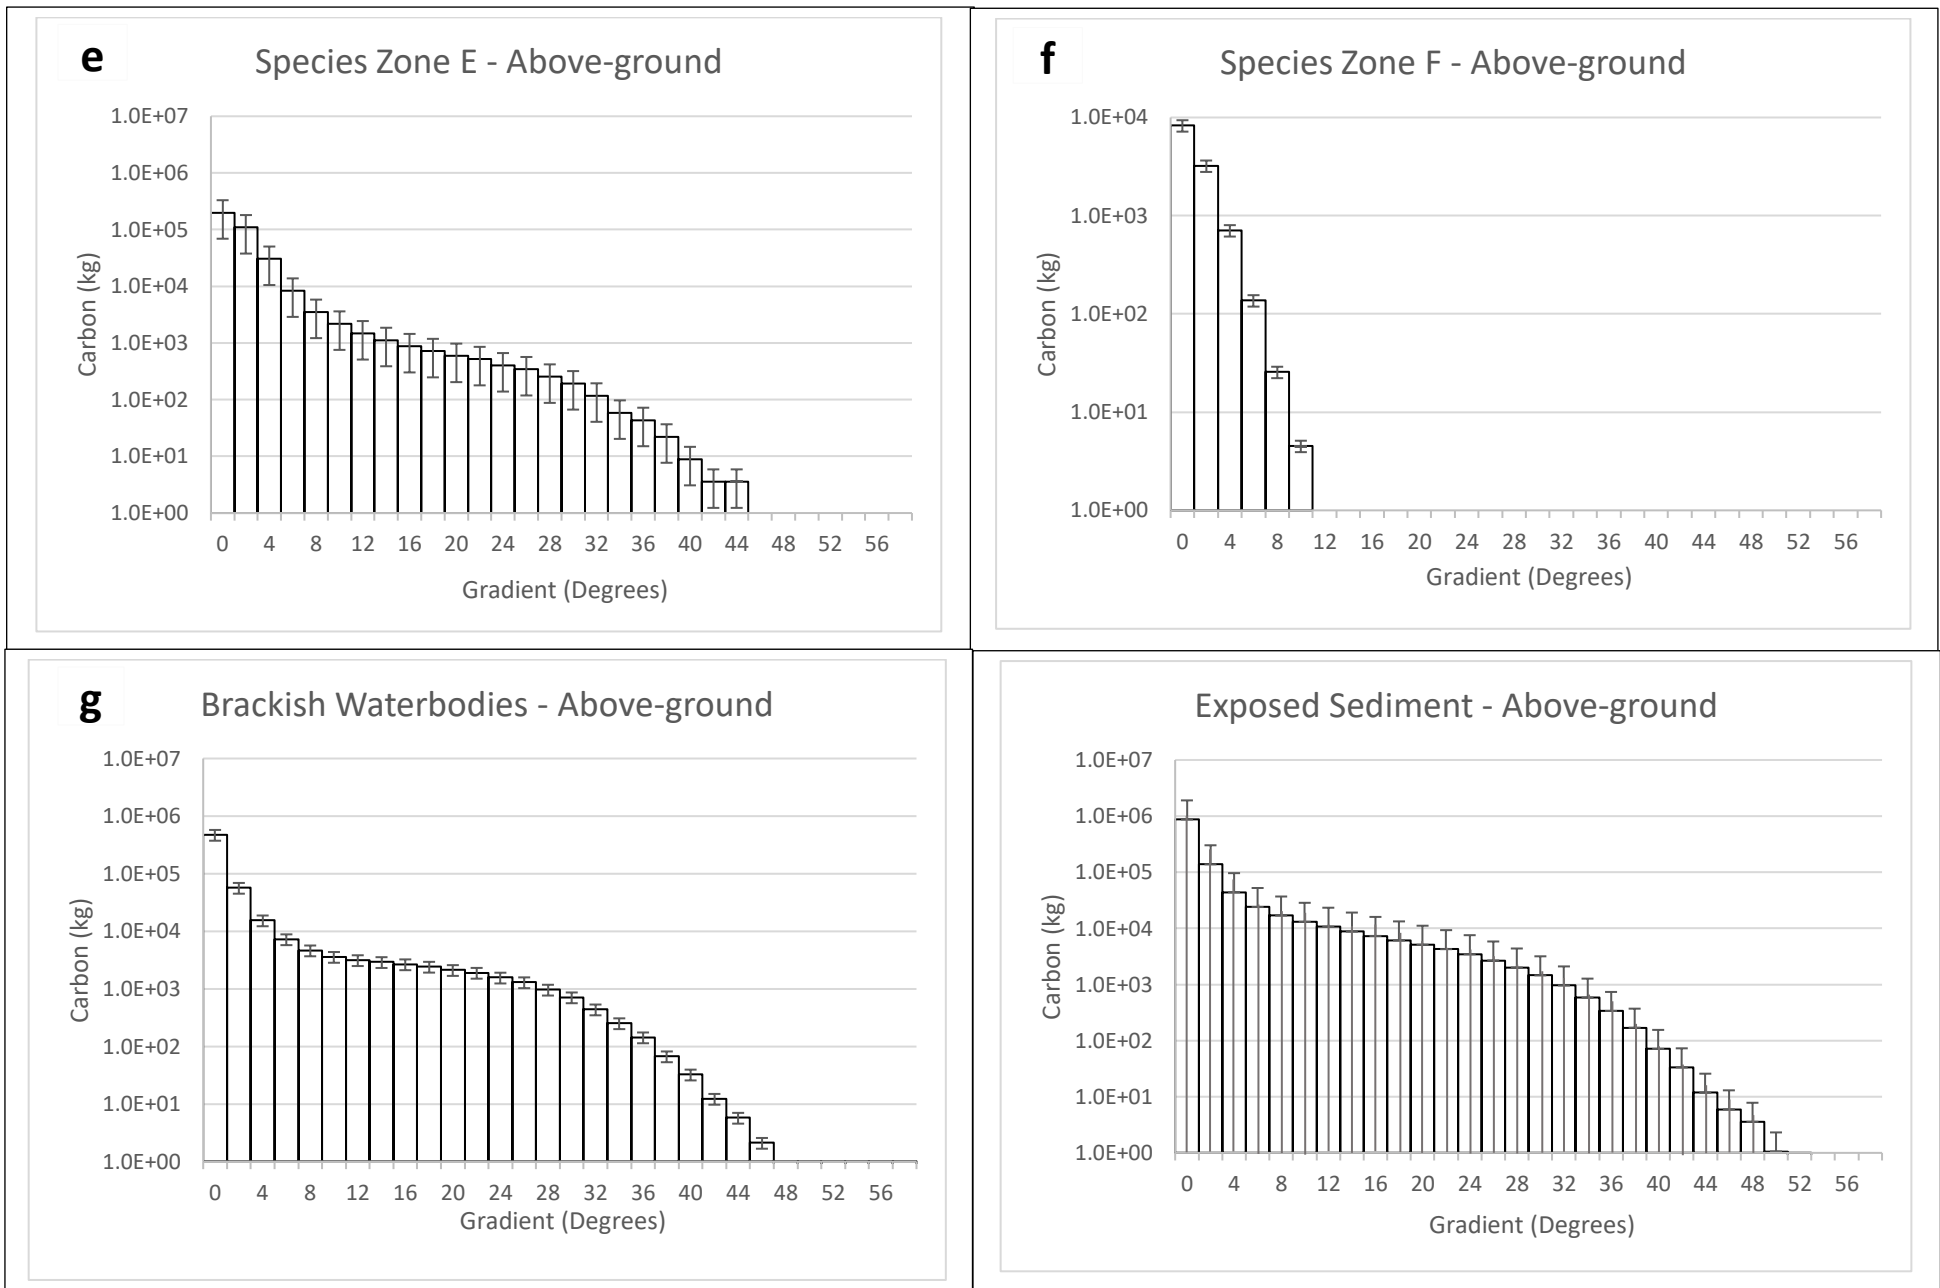 e
Species Zone E - Above-ground
1.0E+07
1.0E+06
1.0E+05
1.0E+04
1.0E+03
1.0E+02
1.0E+01
1.0E+00
Carbon (kg)
0 4 8 12 16 20 24 28 32 36 40 44 48 52 56
Gradient (Degrees)
f
Species Zone F - Above-ground
1.0E+04
1.0E+03
1.0E+02
1.0E+01
1.0E+00
Carbon (kg)
0 4 8 12 16 20 24 28 32 36 40 44 48 52 56
Gradient (Degrees)
g
Brackish Waterbodies - Above-ground
1.0E+07
1.0E+06
1.0E+05
1.0E+04
1.0E+03
1.0E+02
1.0E+01
1.0E+00
Carbon (kg)
0 4 8 12 16 20 24 28 32 36 40 44 48 52 56
Gradient (Degrees)
Exposed Sediment - Above-ground
1.0E+07
1.0E+06
1.0E+05
1.0E+04
1.0E+03
1.0E+02
1.0E+01
1.0E+00
Carbon (kg)
0 4 8 12 16 20 24 28 32 36 40 44 48 52 56
Gradient (Degrees)